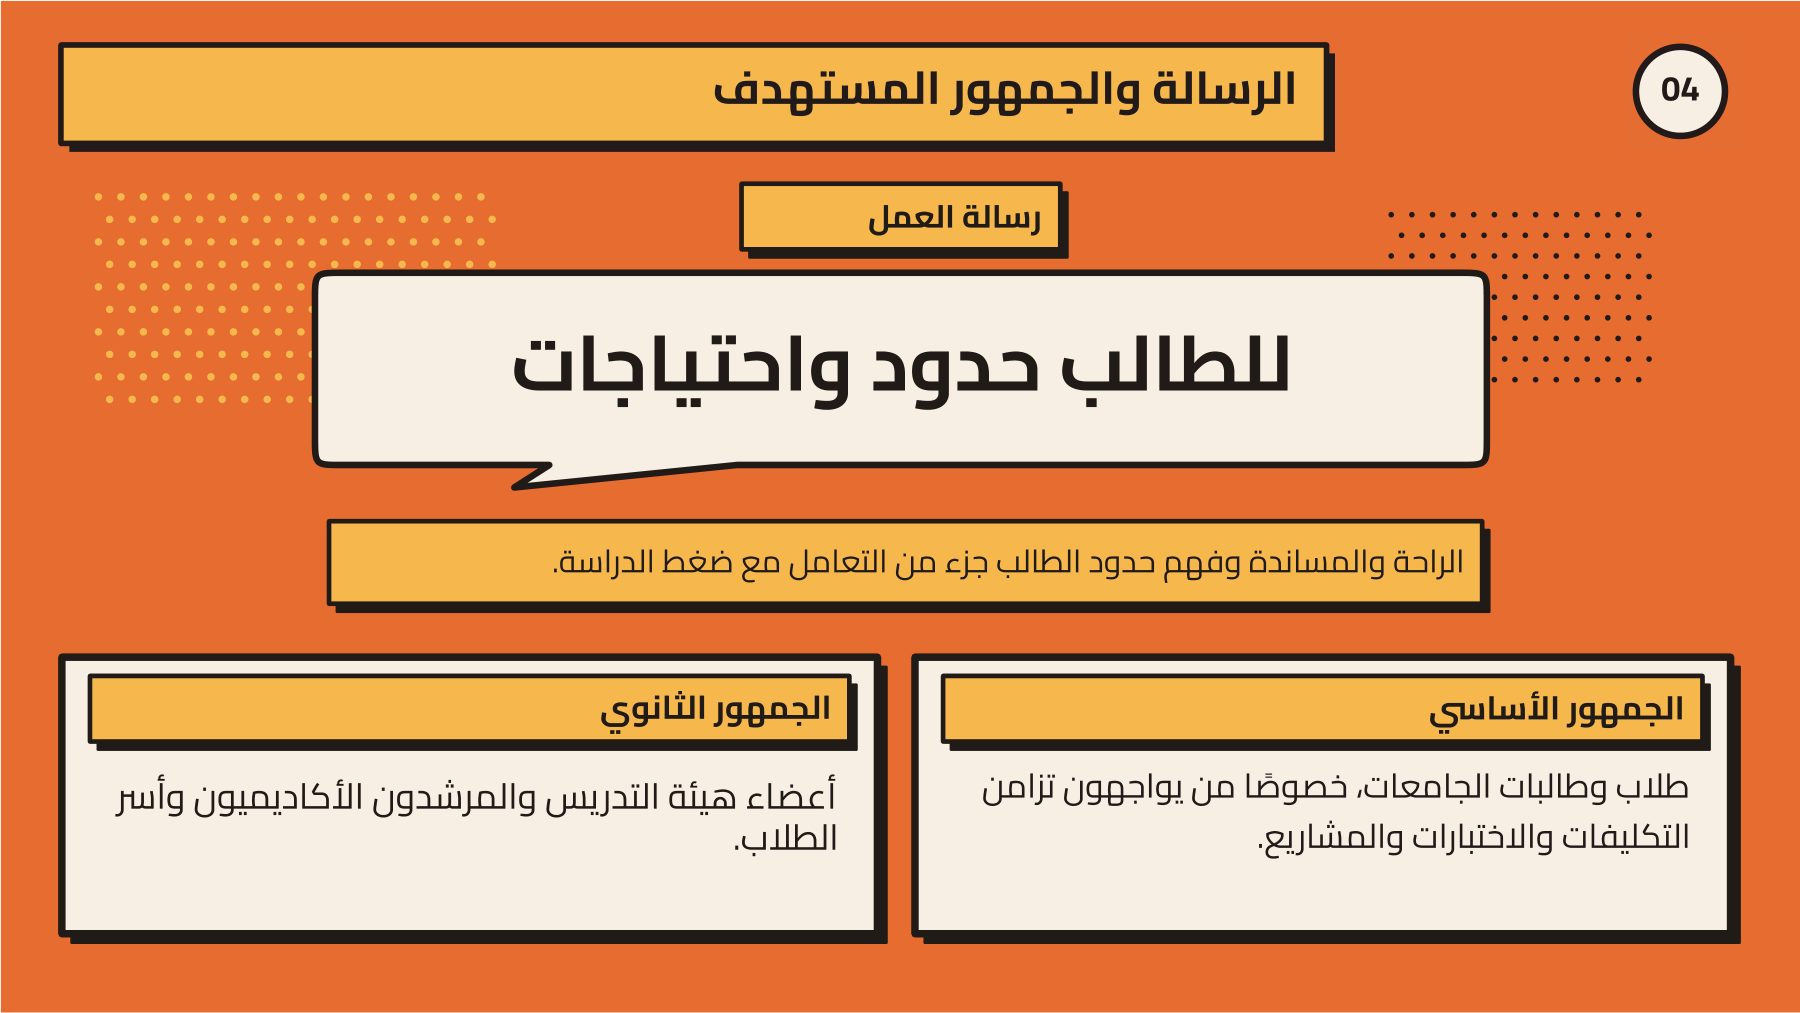 04
الرسالة والجمهور المستهدف
رسالة العمل
للطالب حدود واحتياجات
الراحة والمساندة وفهم حدود الطالب جزء من التعامل مع ضغط الدراسة.
الجمهور الأساسي
طلاب وطالبات الجامعات، خصوصًا من يواجهون تزامن
التكليفات والاختبارات والمشاريع.
الجمهور الثانوي
أعضاء هيئة التدريس والمرشدون الأكاديميون وأسر
الطلاب.